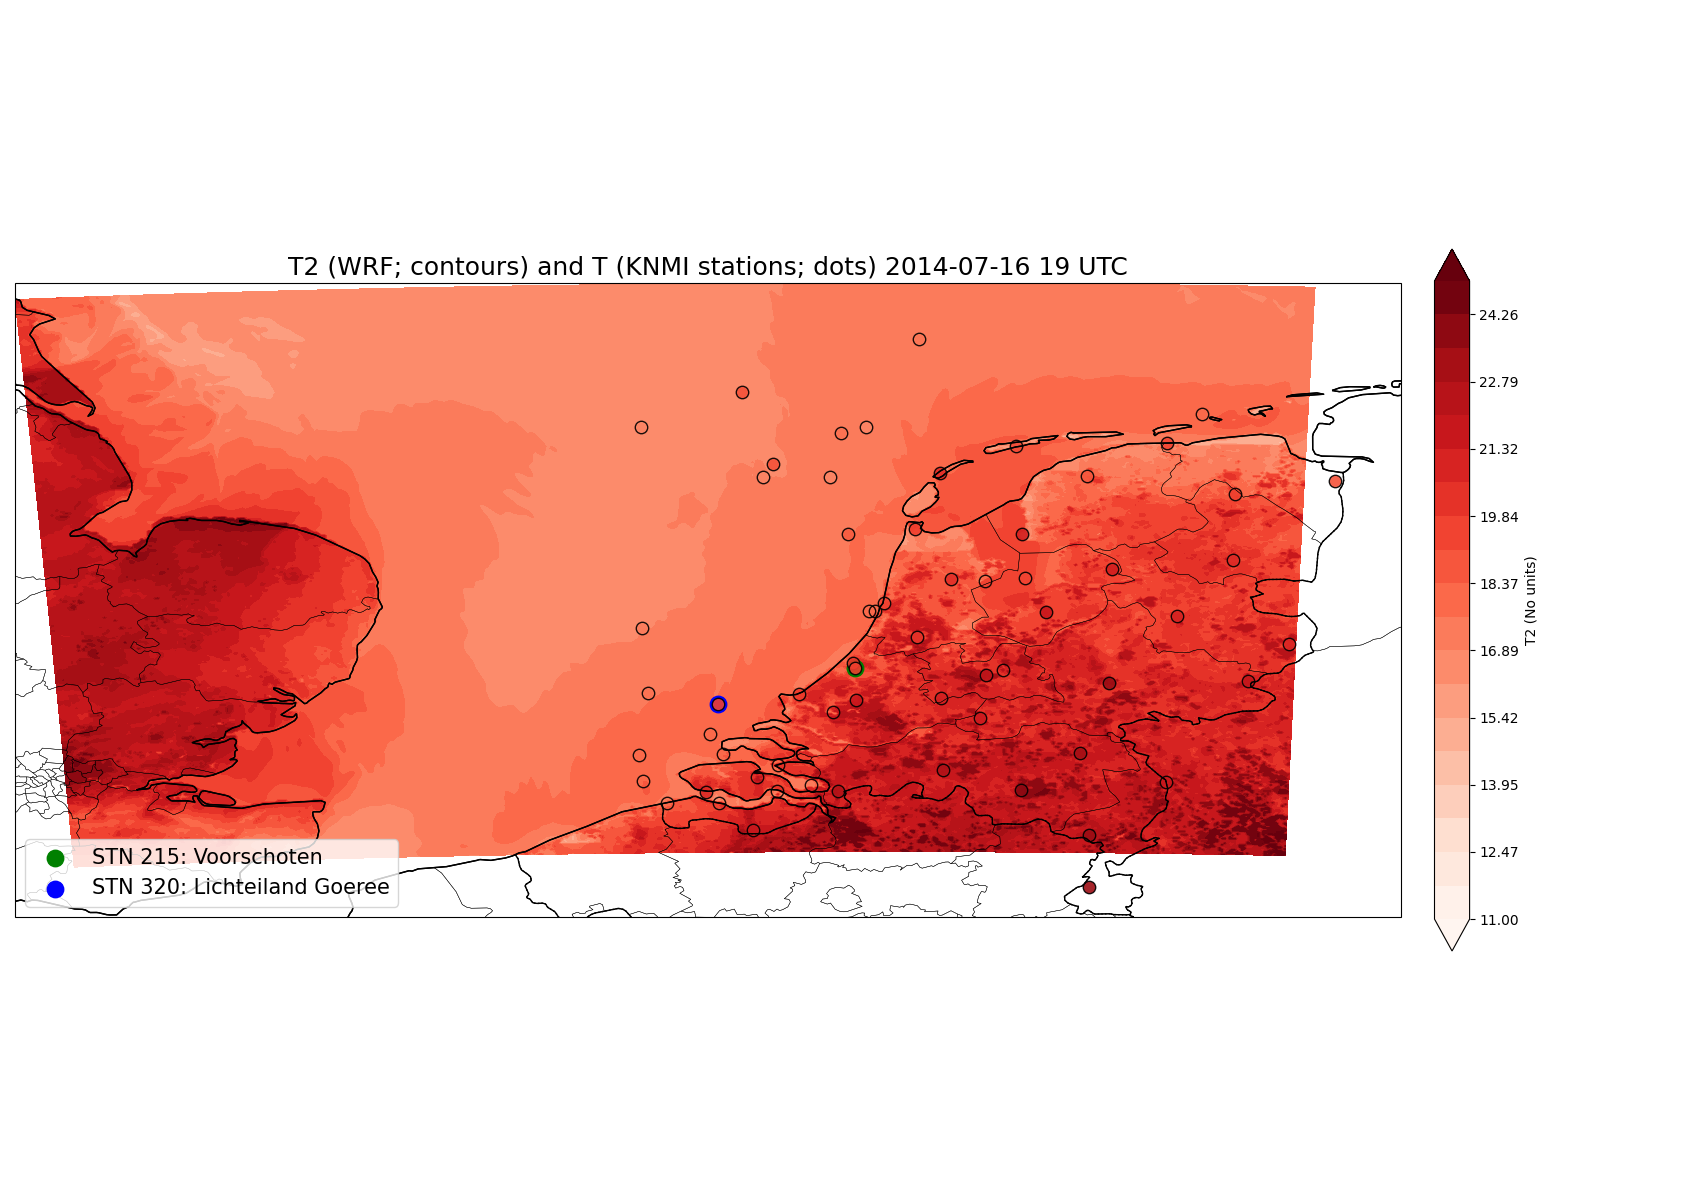 T2 (WRF; contours) and T (KNMI stations; dots) 2014-07-16 19 UTC
24.26
22.79
21.32
19.84
18.37
16.89
15.42
13.95
12.47
11.00
T2 (No units)
STN 215: Voorschoten
STN 320: Lichteiland Goeree